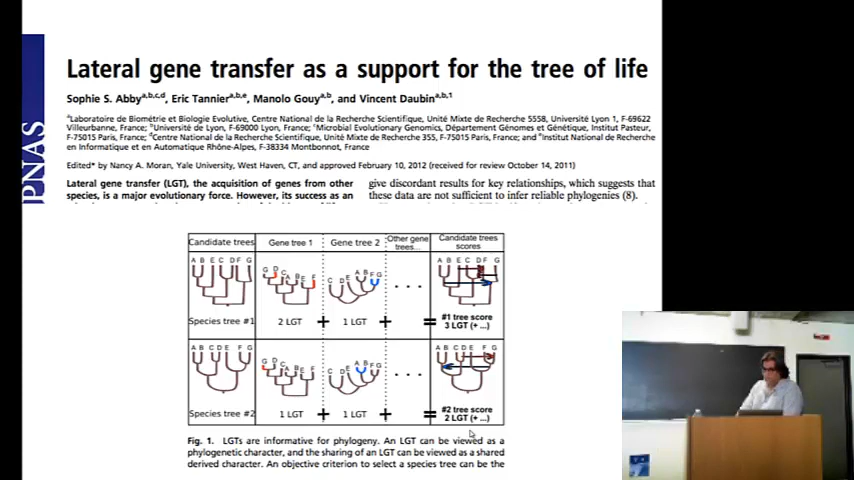 PNAS
Lateral gene transfer as a support for the tree of life
Sophie S. Abbya,b,c,d, Eric Tanniera,b,e, Manolo Gouya,b, and Vincent Daubina,b,1
aLaboratoire de Biométrie et Biologie Evolutive, Centre National de la Recherche Scientifique, Unité Mixte de Recherche 5558, Université Lyon 1, F-69622
Villeurbanne, France; bUniversité de Lyon, F-69000 Lyon, France; cMicrobial Evolutionary Genomics, Département Génomes et Génétique, Institut Pasteur,
F-75015 Paris, France; dCentre National de la Recherche Scientifique, Unité Mixte de Recherche 355, F-75015 Paris, France; and eInstitut National de Recherche
en Informatique et en Automatique Rhône-Alpes, F-38334 Montbonnot, France
Edited* by Nancy A. Moran, Yale University, West Haven, CT, and approved February 10, 2012 (received for review October 14, 2011)
Lateral gene transfer (LGT), the acquisition of genes from other
species, is a major evolutionary force. However, its success as an
give discordant results for key relationships, which suggests that
these data are not sufficient to infer reliable phylogenies (8).
Candidate trees Gene tree 1 Gene tree 2 Other gene trees... Candidate trees scores
A B E C D F G
G D C A B E F
C D E A B F G
. . .
A B E C D F G
Species tree #1 2 LGT + 1 LGT + = #1 tree score
3 LGT (+ ...)
A B C D E F G
G D C A B E F
C D E A B F G
. . .
A B C D E F G
Species tree #2 1 LGT + 1 LGT + = #2 tree score
2 LGT (+ ...)
Fig. 1. LGTs are informative for phylogeny. An LGT can be viewed as a
phylogenetic character, and the sharing of an LGT can be viewed as a shared
derived character. An objective criterion to select a species tree can be the